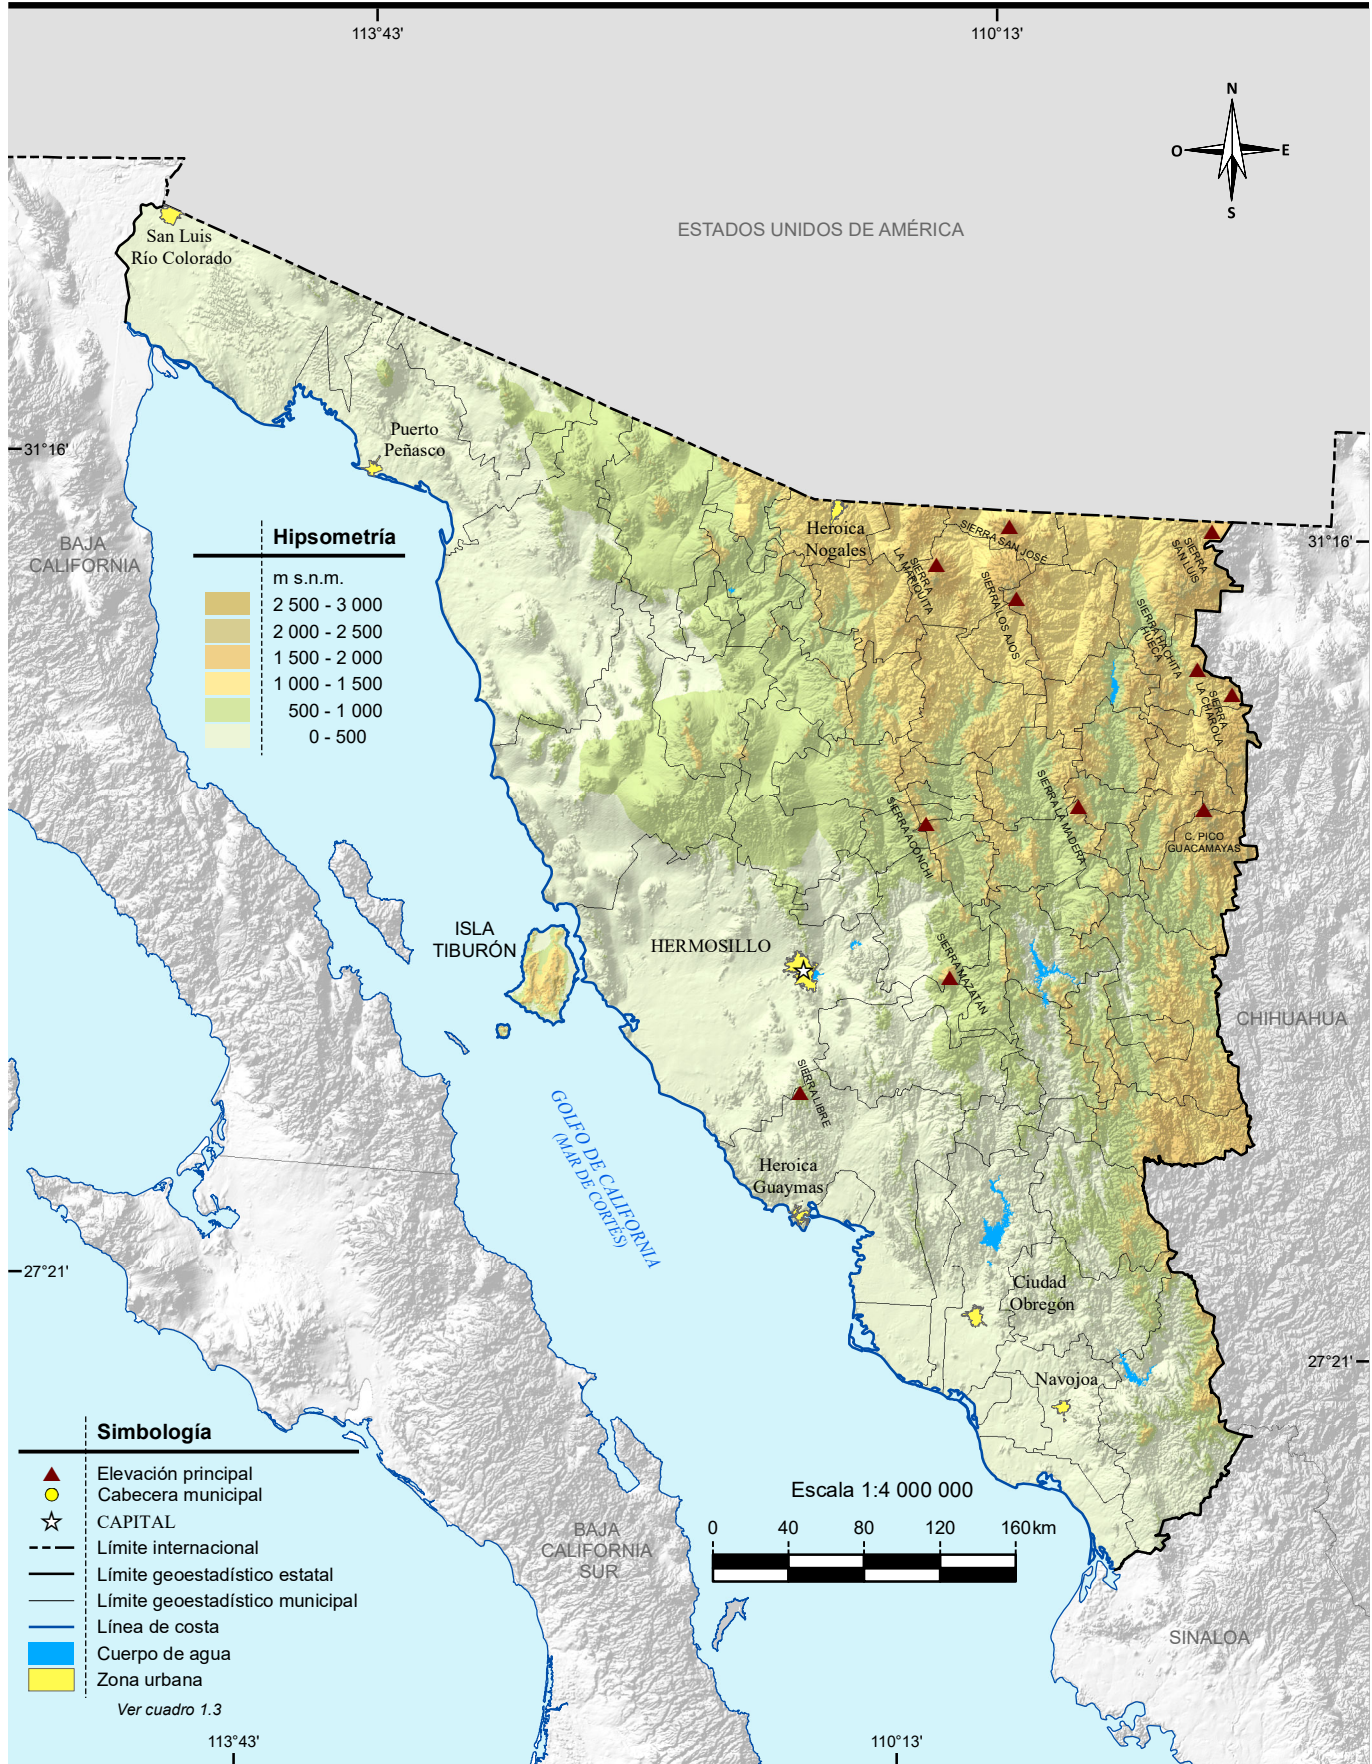 113°43'
110°13'
N
O
E
S
ESTADOS UNIDOS DE AMÉRICA
San Luis
Río Colorado
Puerto
Peñasco
31°16'
31°16'
BAJA
CALIFORNIA
Heroica
Nogales
SIERRA SAN JOSÉ
SIERRA
LA MARIQUITA
SIERRA LOS AJOS
SIERRA
SAN LUIS
SIERRA HACHITA
HUECA
SIERRA
LA CHAROLA
Hipsometría
m s.n.m.
2 500 - 3 000
2 000 - 2 500
1 500 - 2 000
1 000 - 1 500
500 - 1 000
0 - 500
SIERRA ACONCHI
SIERRA LA MADERA
C. PICO
GUACAMAYAS
ISLA
TIBURÓN
HERMOSILLO
SIERRA MAZATÁN
CHIHUAHUA
SIERRA LIBRE
GOLFO DE CALIFORNIA
(MAR DE CORTÉS)
Heroica
Guaymas
27°21'
Ciudad
Obregón
27°21'
Navojoa
Simbología
Elevación principal
Cabecera municipal
CAPITAL
Límite internacional
Límite geoestadístico estatal
Límite geoestadístico municipal
Línea de costa
Cuerpo de agua
Zona urbana
Ver cuadro 1.3
BAJA
CALIFORNIA
SUR
Escala 1:4 000 000
0 40 80 120 160 km
SINALOA
113°43'
110°13'